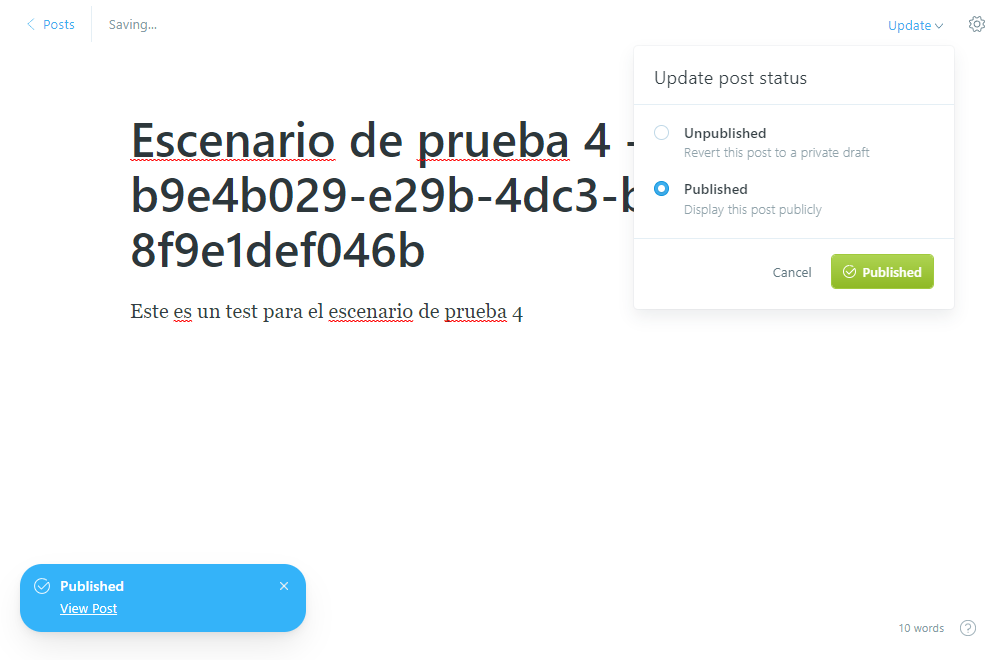 Posts
Saving...
Update
Update post status
Unpublished
Revert this post to a private draft
Published
Display this post publicly
Cancel
Published
Escenario de prueba 4 -
b9e4b029-e29b-4dc3-
8f9e1def046b
Este es un test para el escenario de prueba 4
Published
View Post
10 words
?